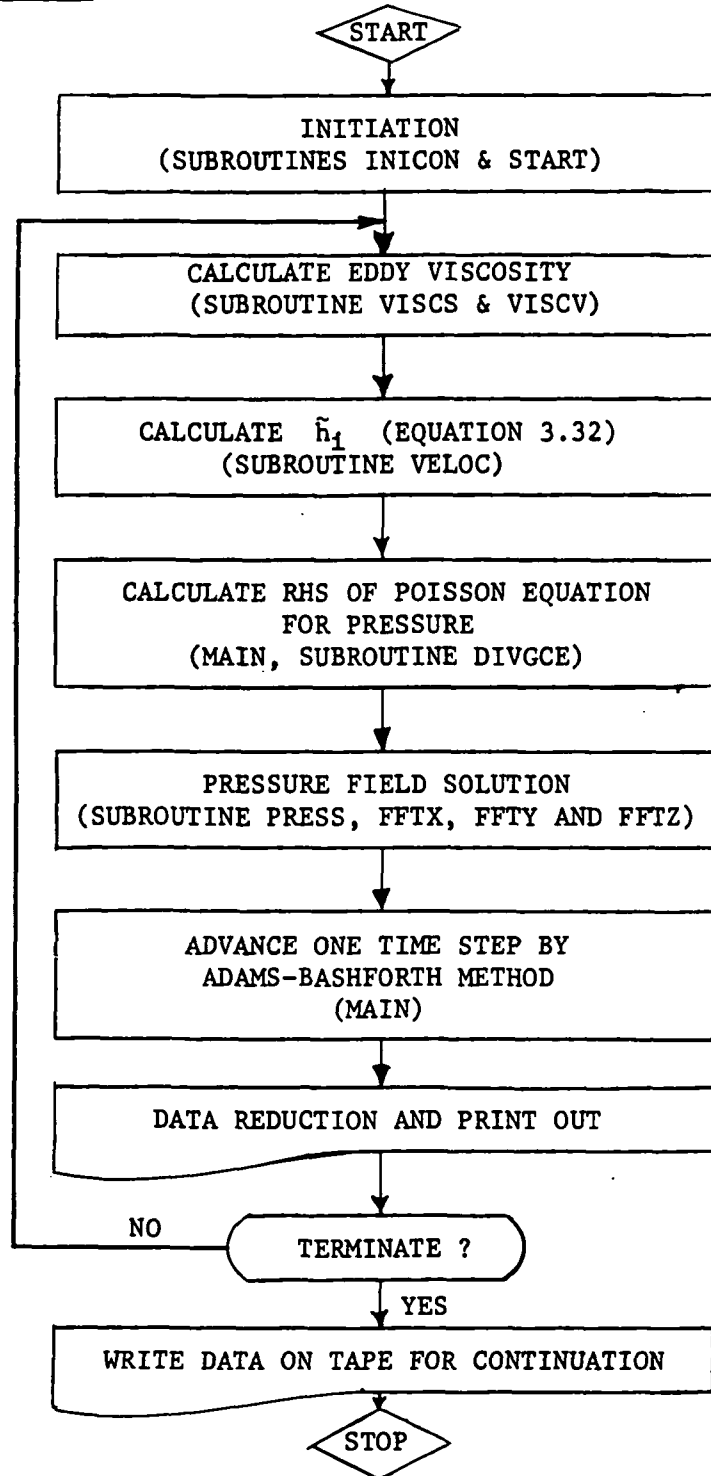 START
INITIATION
(SUBROUTINES INICON & START)
CALCULATE EDDY VISCOSITY
(SUBROUTINE VISCS & VISCV)
CALCULATE h̃i (EQUATION 3.32)
(SUBROUTINE VELOC)
CALCULATE RHS OF POISSON EQUATION
FOR PRESSURE
(MAIN, SUBROUTINE DIVGCE)
PRESSURE FIELD SOLUTION
(SUBROUTINE PRESS, FFTX, FFTY AND FFTZ)
ADVANCE ONE TIME STEP BY
ADAMS-BASHFORTH METHOD
(MAIN)
DATA REDUCTION AND PRINT OUT
NO
TERMINATE ?
YES
WRITE DATA ON TAPE FOR CONTINUATION
STOP